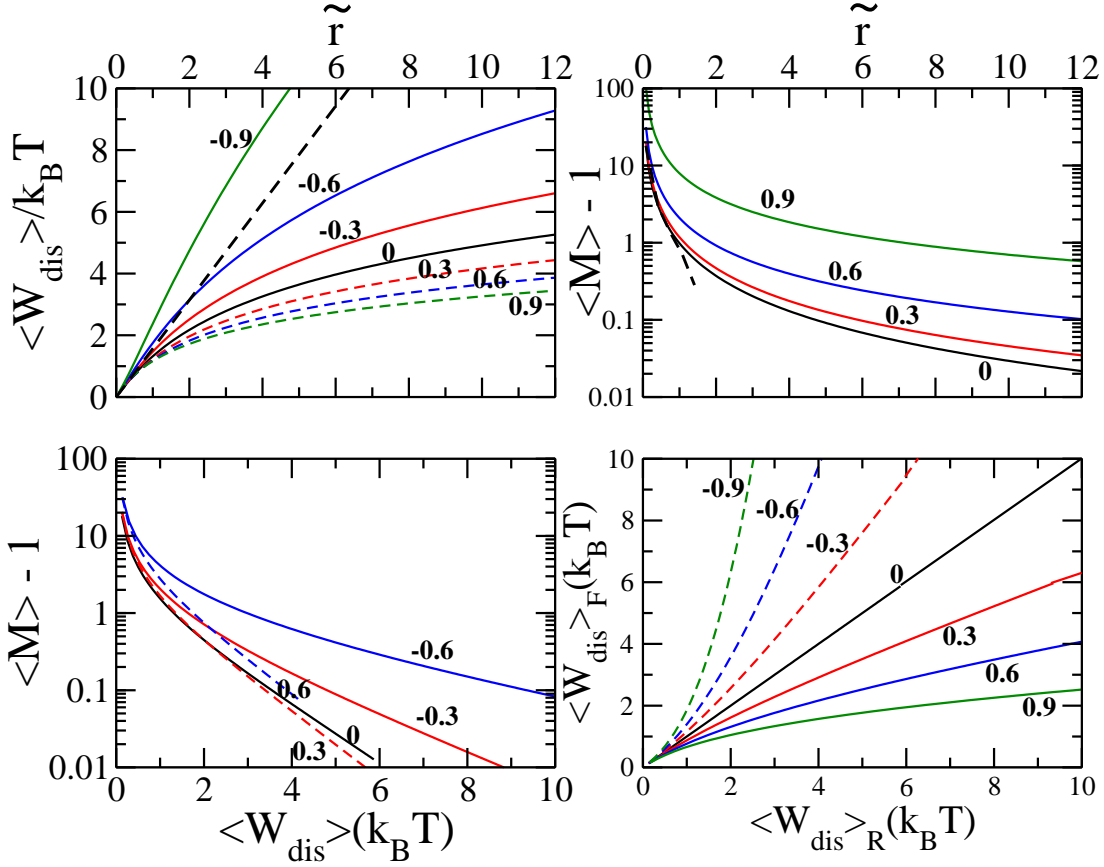 r̃ r̃
0 2 4 6 8 10 12 0 2 4 6 8 10 12
10 8 6 4 2 0
<W_dis>/k_BT
-0.9
-0.6
-0.3
0
0.3
0.6
0.9
100 10 1 0.1 0.01
<M> - 1
0.9
0.6
0.3
0
100 10 1 0.1 0.01
<M> - 1
-0.6
0.6
-0.3
0
0.3
0 2 4 6 8 10
<W_dis>(k_BT)
10 8 6 4 2 0
<W_dis>_F(k_BT)
-0.9
-0.6
-0.3
0
0.3
0.6
0.9
0 2 4 6 8 10
<W_dis>_R(k_BT)